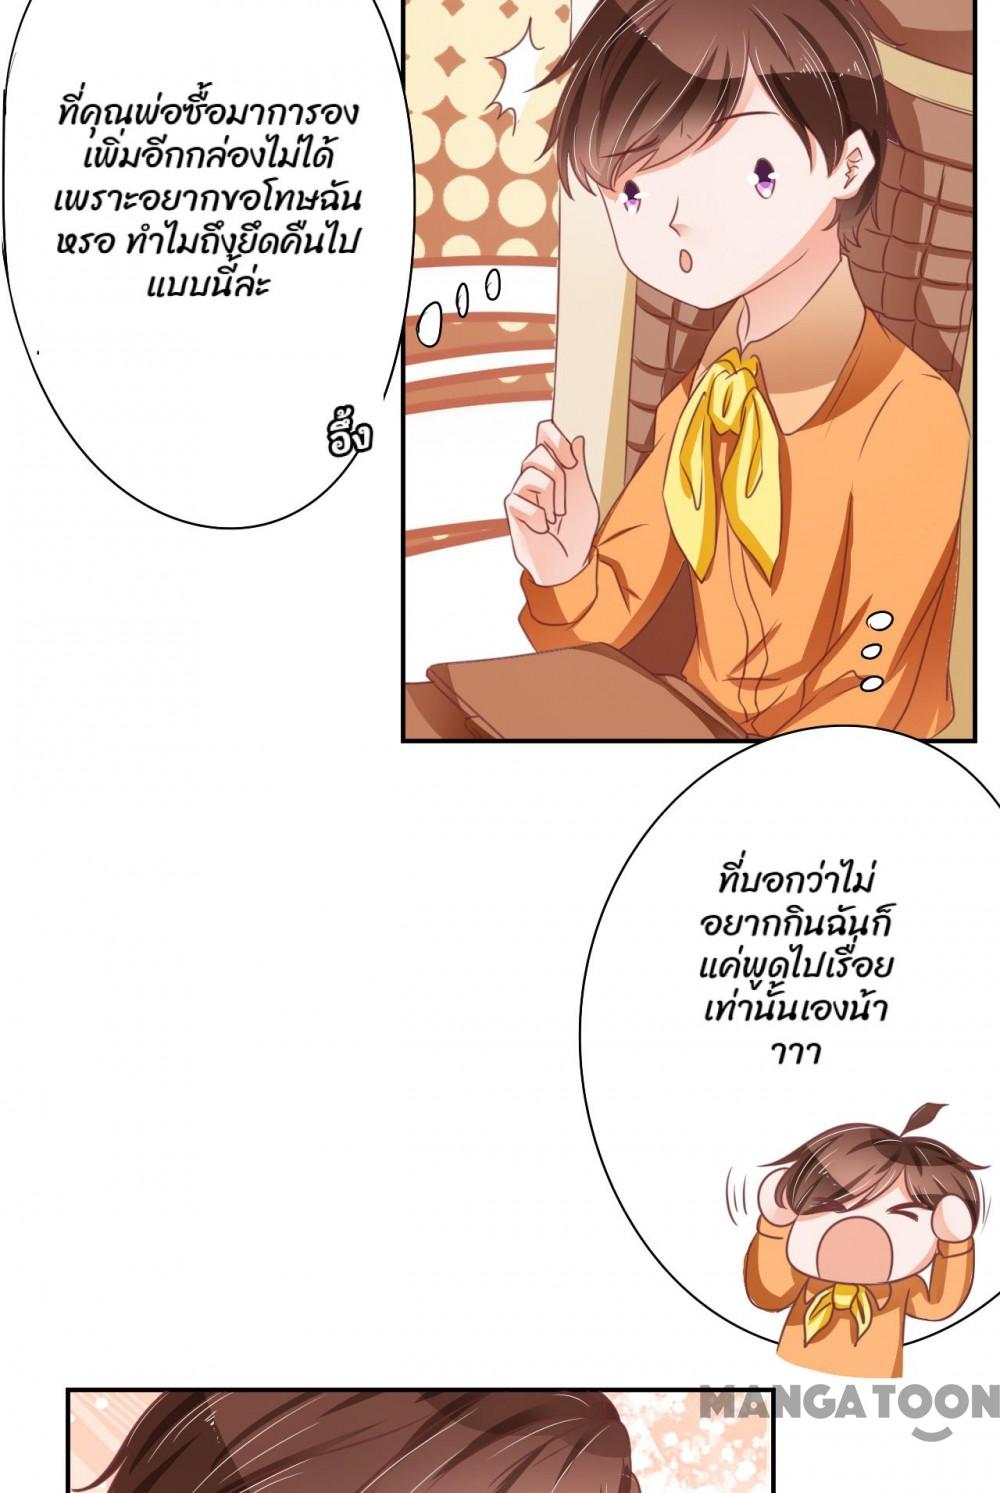 ที่คุณพ่อซื้อมาการอง
เพิ่มอีกกล่องไม่ได้
เพราะอยากขอโทษฉัน
หรอ ทำไมถึงยึดคืนไป
แบบนี้ล่ะ
อึ้ง
ที่บอกว่าไม่
อยากกินฉันก็
แค่พูดไปเรื่อย
เท่านั้นเองน้า
าาา
MANGATOON